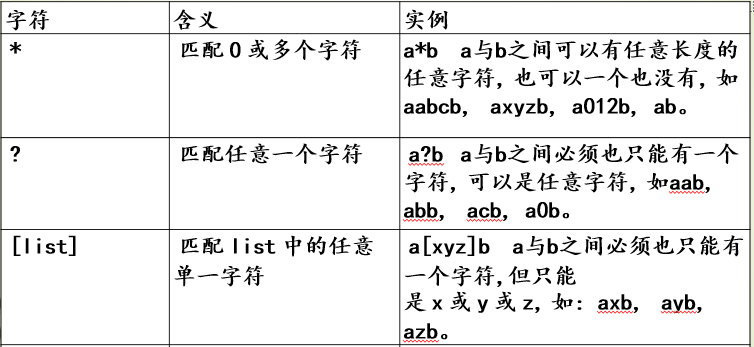 字符 含义 实例
* 匹配 0 或多个字符 a*b a与b之间可以有任意长度的
任意字符, 也可以一个也没有, 如
aabcb, axyzb, a012b, ab。
? 匹配任意一个字符 a?b a与b之间必须也只能有一个
字符, 可以是任意字符, 如aab,
abb, acb, a0b。
[list] 匹配 list 中的任意 a[xyz]b a与b之间必须也只能有
单一字符 一个字符,但只能
是 x 或 y 或 z, 如: axb, ayb,
azb。